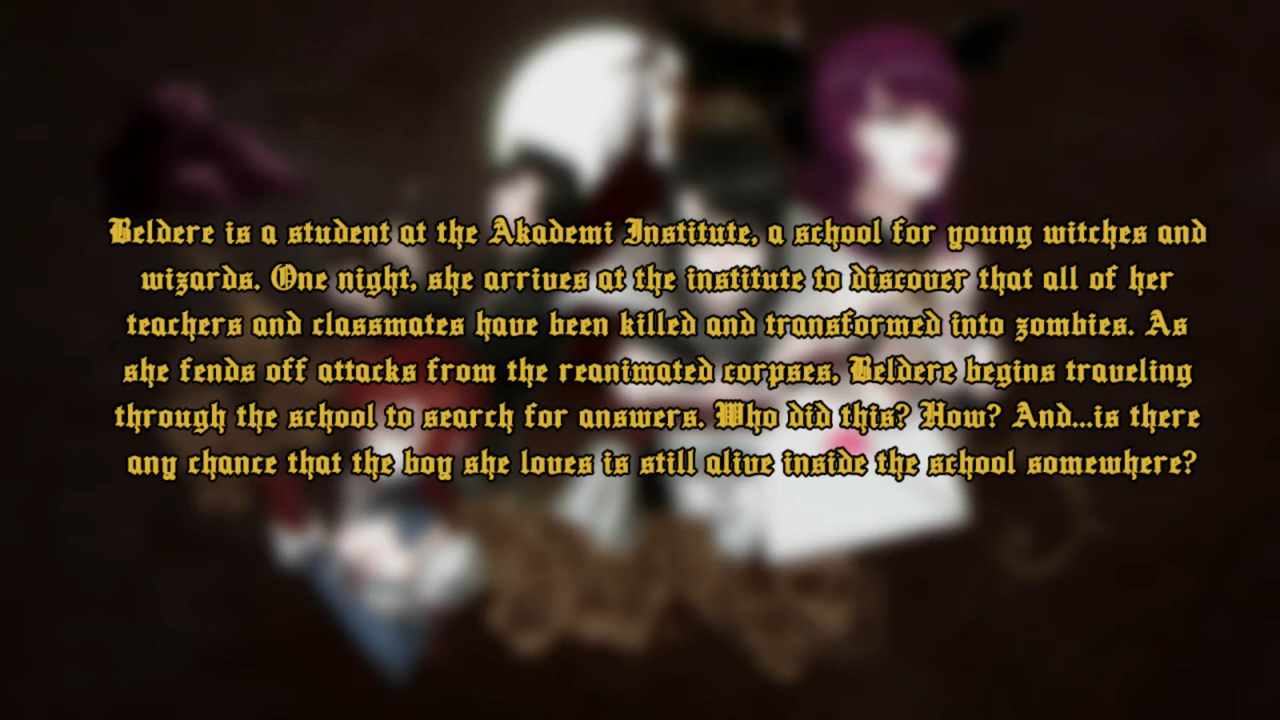 Beldere is a student at the Akademi Institute, a school for young witches and
wizards. One night, she arrives at the institute to discover that all of her
teachers and classmates have been killed and transformed into zombies. As
she fends off attacks from the reanimated corpses, Beldere begins traveling
through the school to search for answers. Who did this? How? And...is there
any chance that the boy she loves is still alive inside the school somewhere?